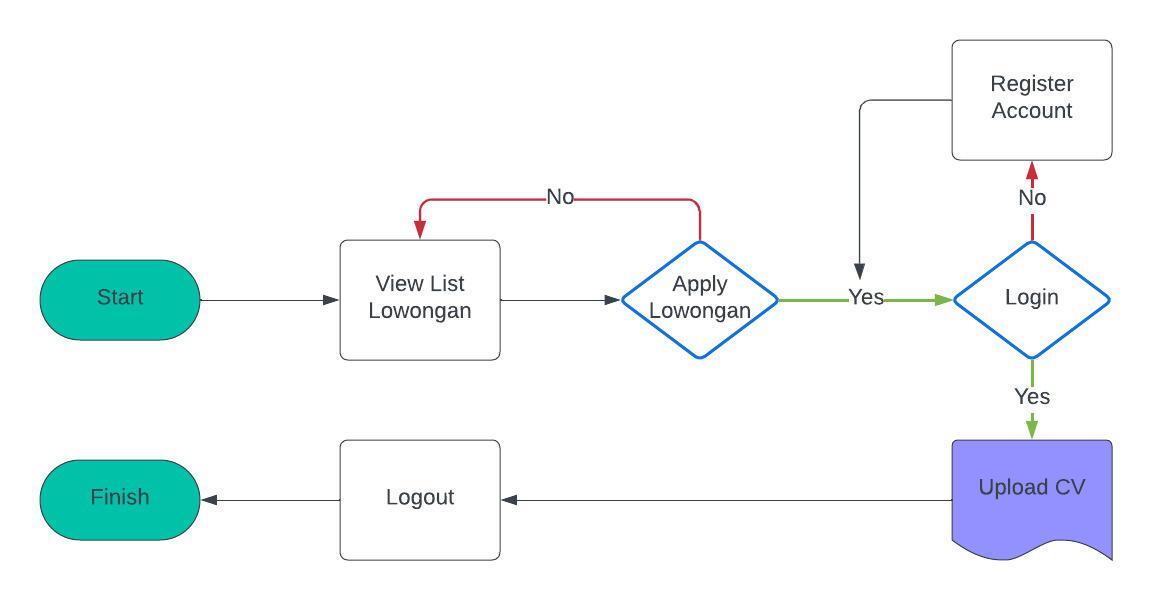 Register
Account
No
No
Start
View List
Lowongan
Apply
Lowongan
Yes
Login
Yes
Finish
Logout
Upload CV